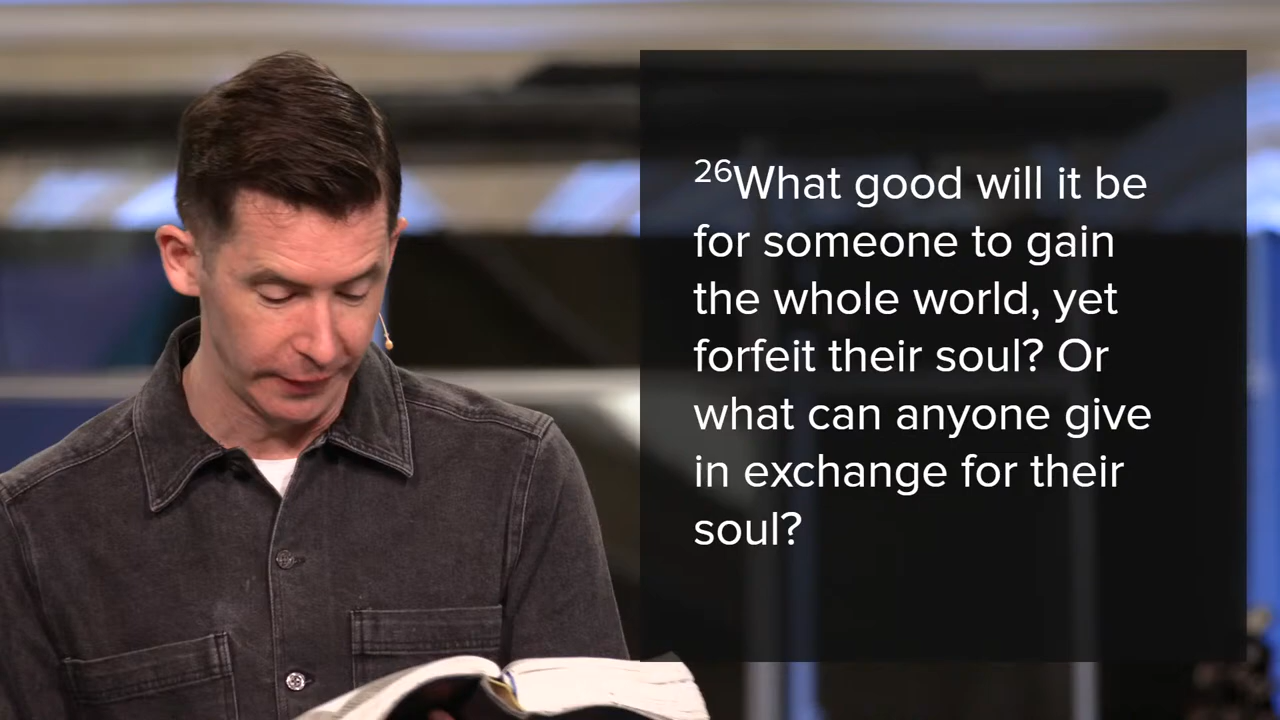 ²⁶What good will it be
for someone to gain
the whole world, yet
forfeit their soul? Or
what can anyone give
in exchange for their
soul?